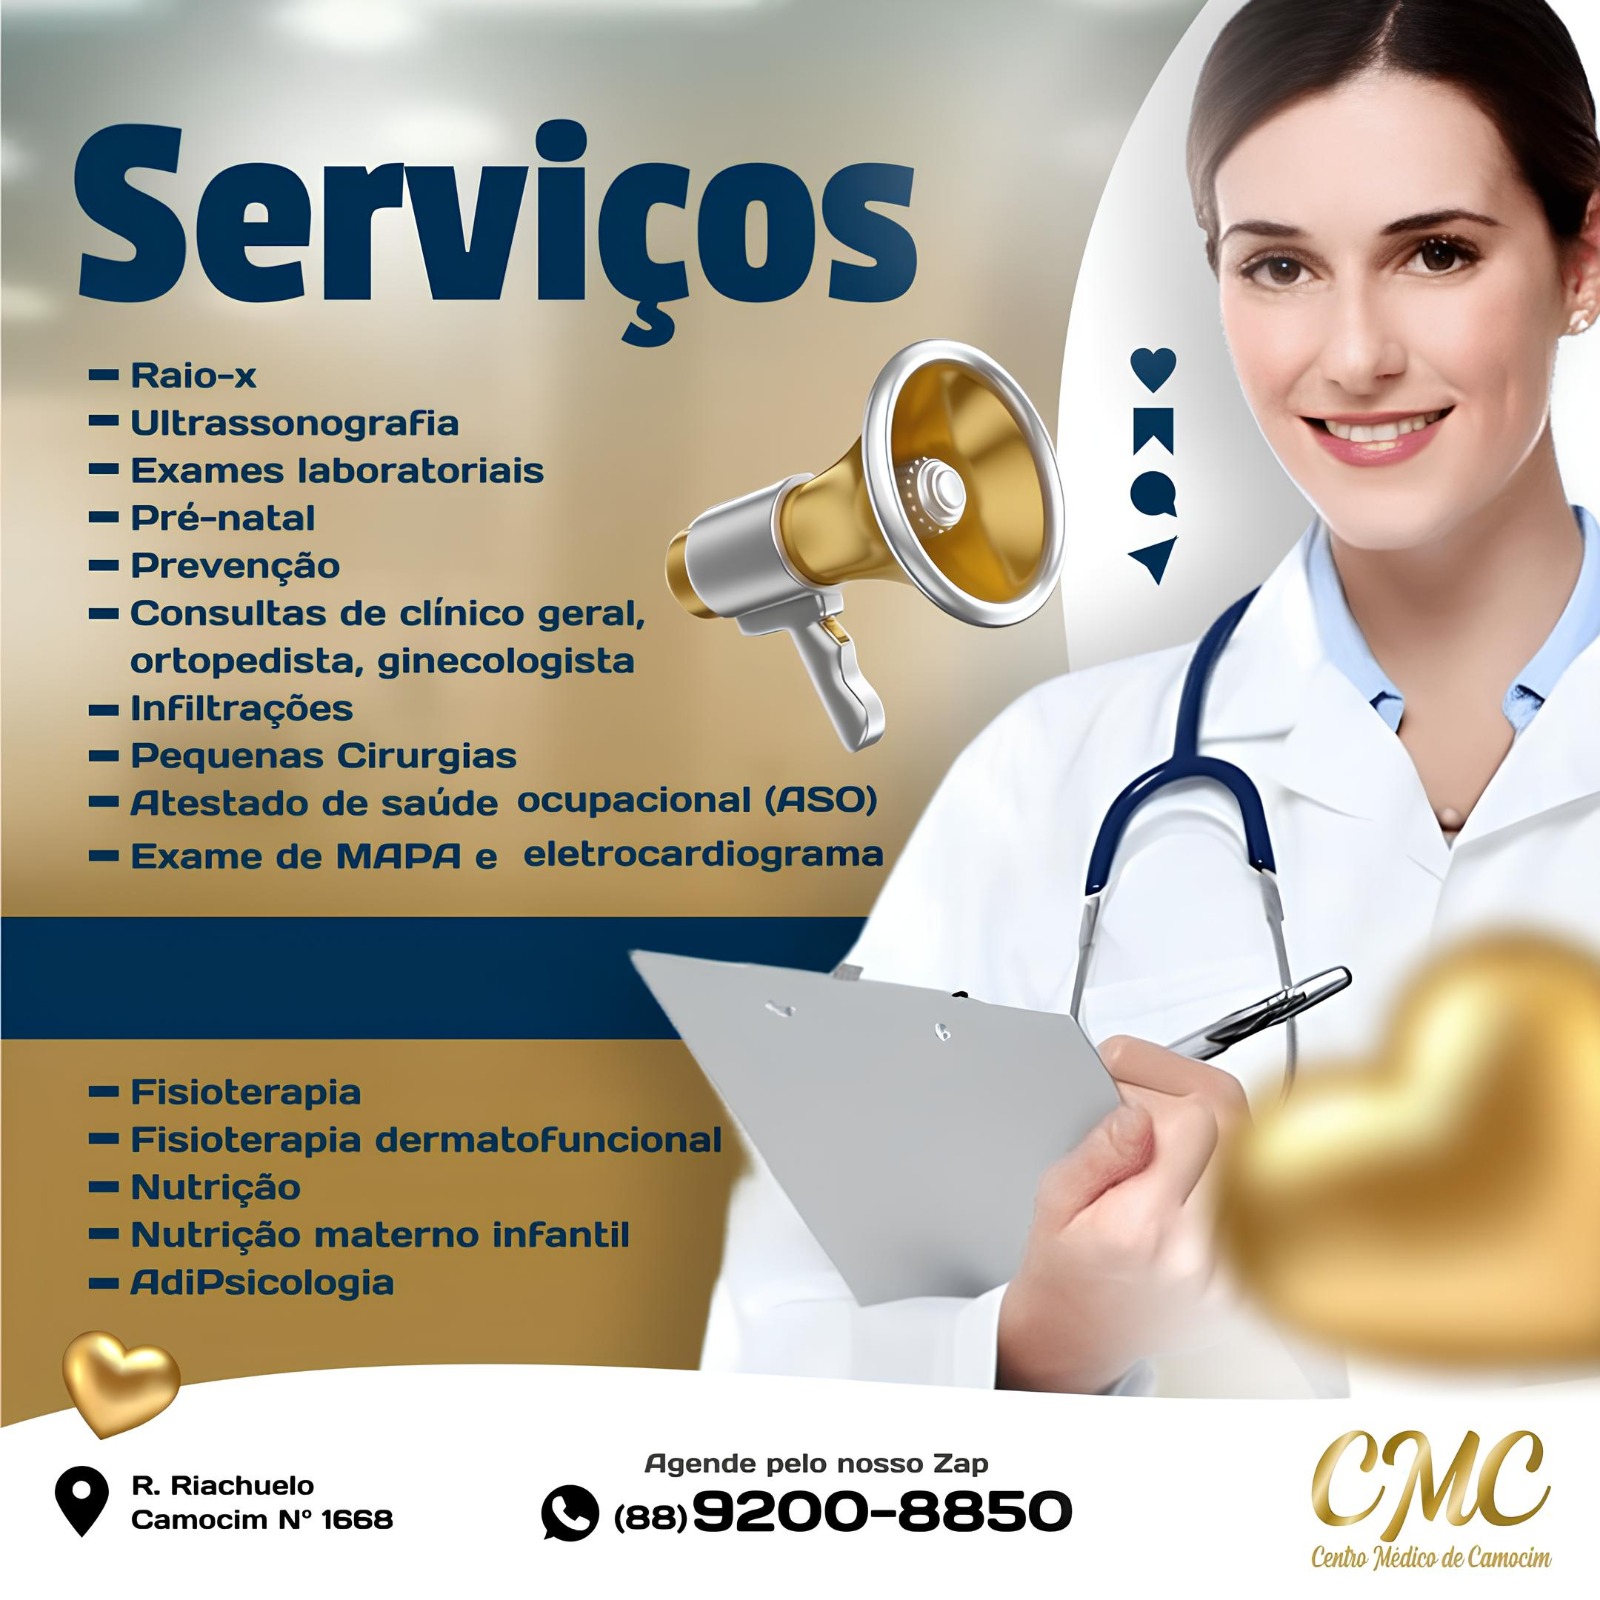 Serviços
Raio-x
Ultrassonografia
Exames laboratoriais
Pré-natal
Prevenção
Consultas de clínico geral,
ortopedista, ginecologista
Infiltrações
Pequenas Cirurgias
Atestado de saúde ocupacional (ASO)
Exame de MAPA e eletrocardiograma
Fisioterapia
Fisioterapia dermatofuncional
Nutrição
Nutrição materno infantil
AdiPsicologia
R. Riachuelo
Camocim Nº 1668
Agende pelo nosso Zap
(88) 9200-8850
CMC
Centro Médico de Camocim